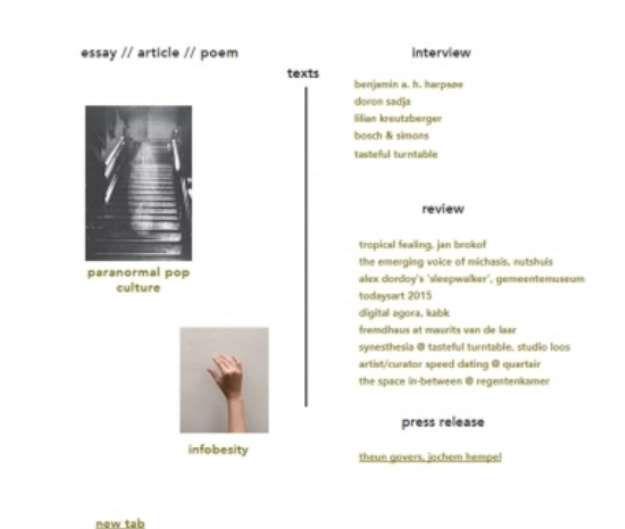 essay // article // poem
texts
paranormal pop
culture
infobesity
new tab
interview
benjamin a. h. harpsøe
doron sadja
lilian kreutzberger
bosch & simons
tasteful turntable
review
tropical fealing, jan brokof
the emerging voice of michasis, nutshuis
alex dordoy's 'sleepwalker', gemeentemuseum
todaysart 2015
digital agora, kabk
fremdhaus at maurits van de laar
synesthesia @ tasteful turntable, studio loos
artist/curator speed dating @ quartair
the space in-between @ regentenkamer
press release
theun govers, jochem hempel